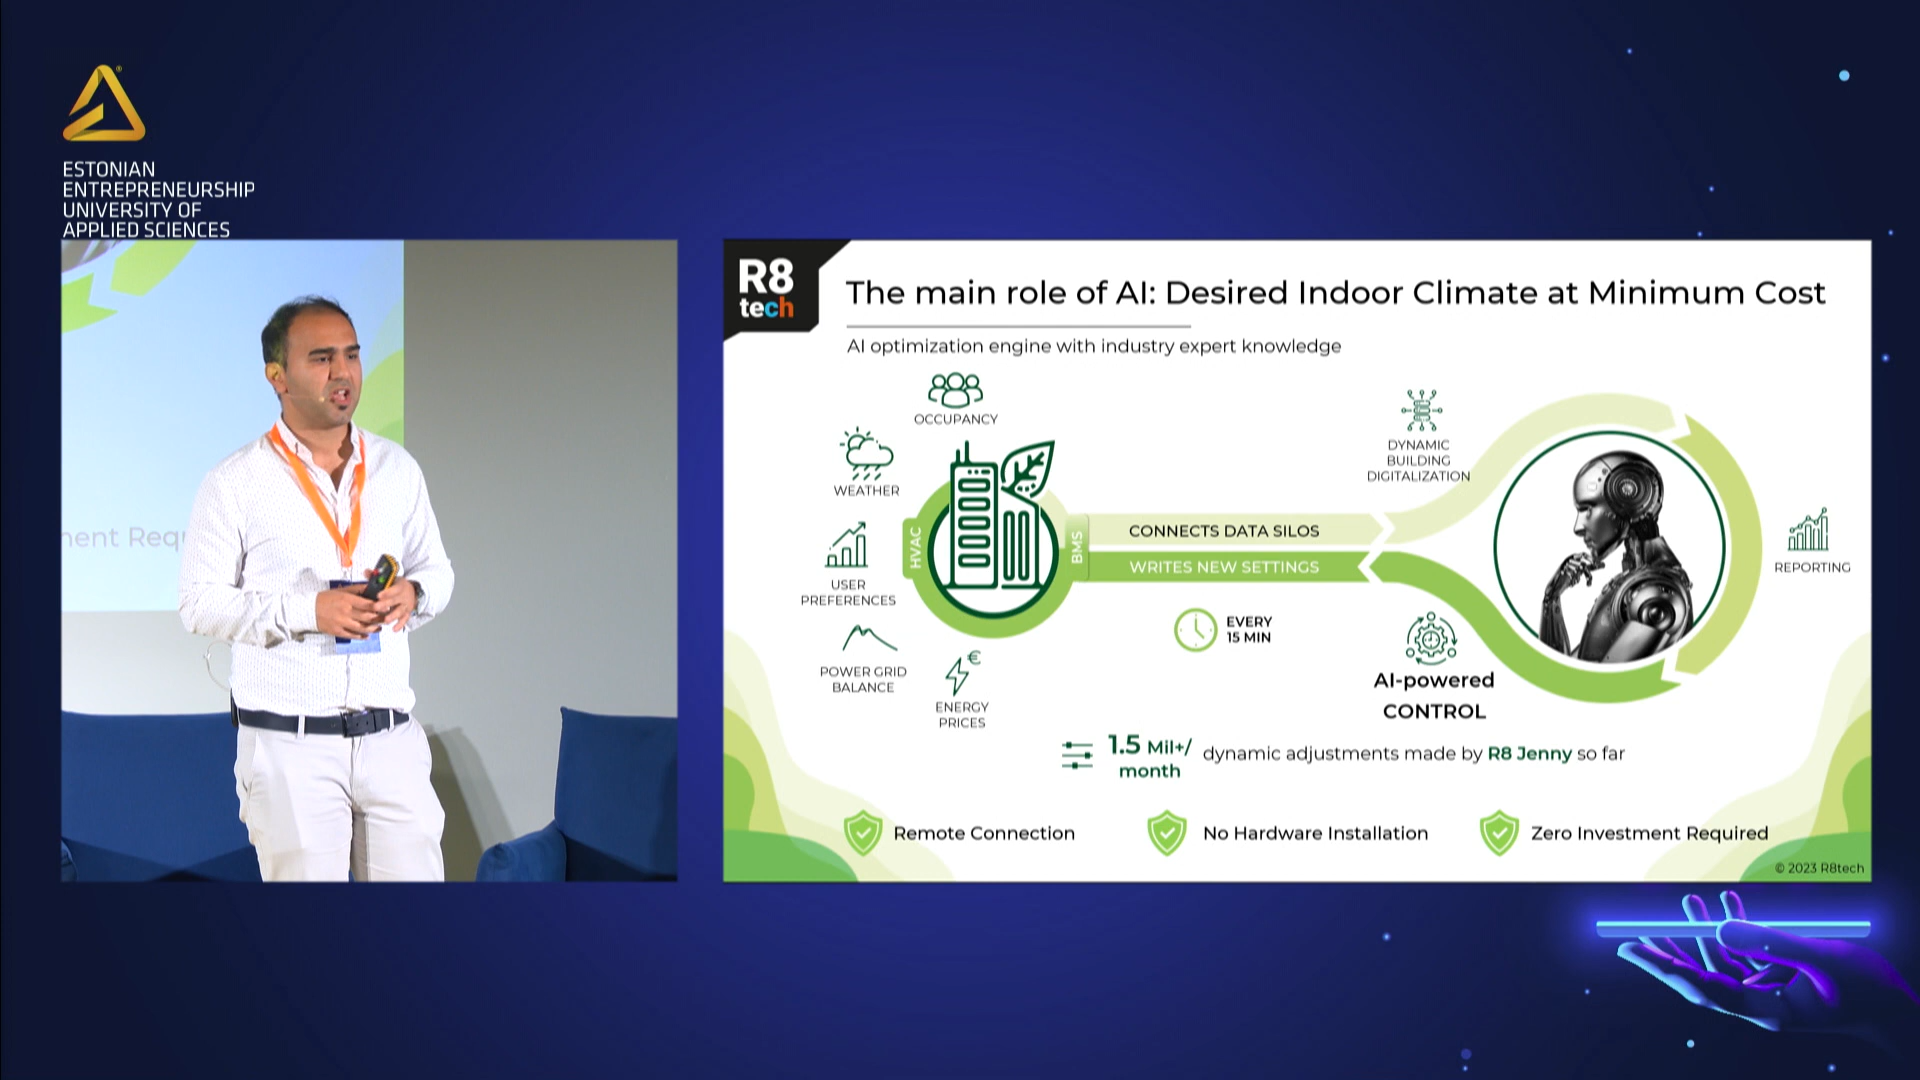 ESTONIAN
ENTREPRENEURSHIP
UNIVERSITY OF
APPLIED SCIENCES
R8
tech
The main role of AI: Desired Indoor Climate at Minimum Cost
AI optimization engine with industry expert knowledge
OCCUPANCY
WEATHER
USER
PREFERENCES
POWER GRID
BALANCE
ENERGY
PRICES
HVAC
BMS
CONNECTS DATA SILOS
WRITES NEW SETTINGS
EVERY
15 MIN
DYNAMIC
BUILDING
DIGITALIZATION
REPORTING
AI-powered
CONTROL
1.5 Mil+/
month
dynamic adjustments made by R8 Jenny so far
Remote Connection
No Hardware Installation
Zero Investment Required
© 2023 R8tech